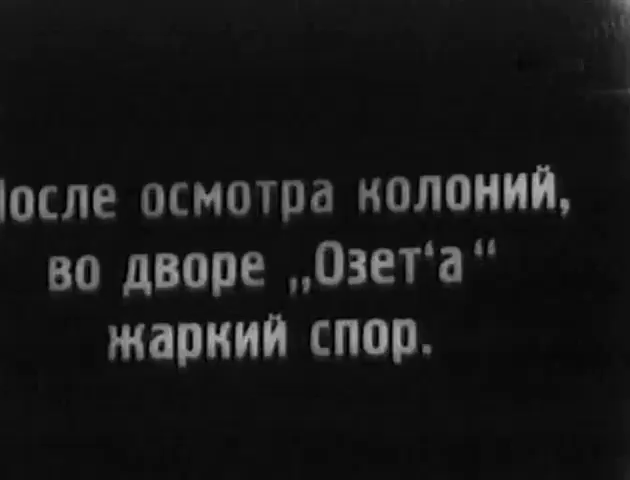 После осмотра колоний,
во дворе „Озет‘а“
жаркий спор.